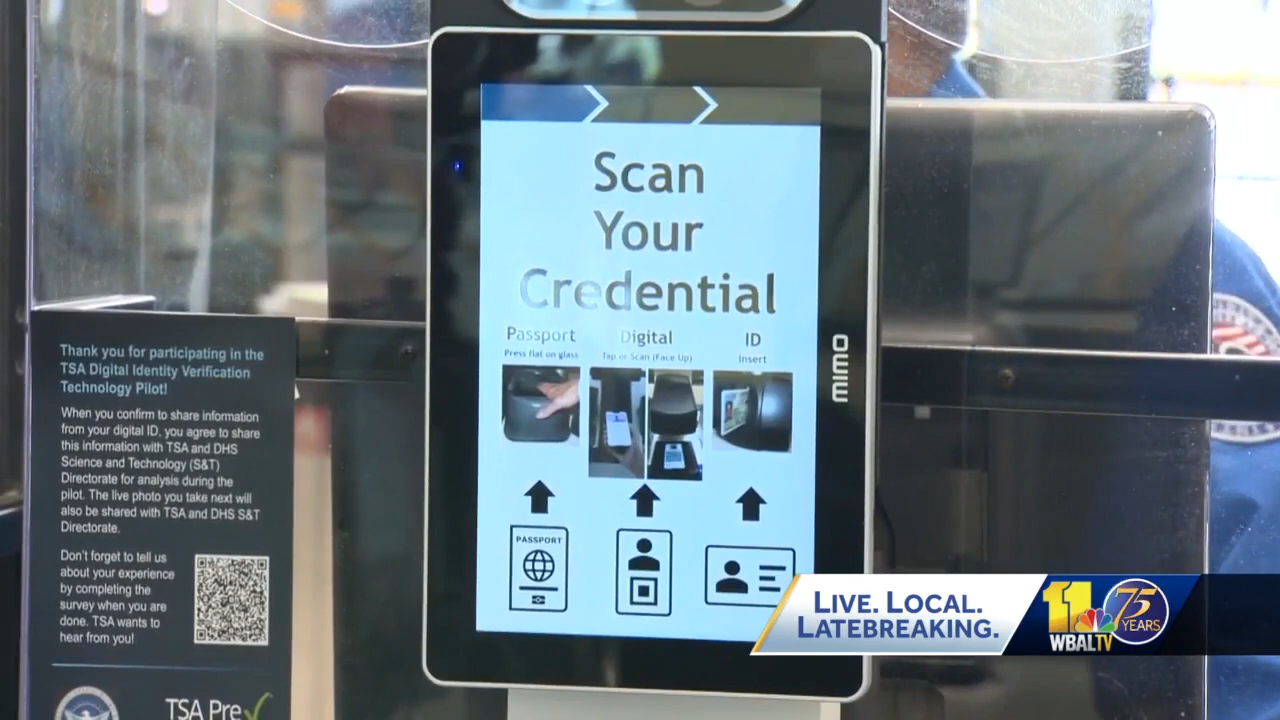 Scan
Your
Credential
Passport
Press flat on glass
Digital
Tap or Scan (Face Up)
ID
Insert
PASSPORT
Thank you for participating in the
TSA Digital Identity Verification
Technology Pilot!
When you confirm to share information
from your digital ID, you agree to share
this information with TSA and DHS
Science and Technology (S&T)
Directorate for analysis during the
pilot. The live photo you take next will
also be shared with TSA and DHS S&T
Directorate.
Don't forget to tell us
about your experience
by completing the
survey when you are
done. TSA wants to
hear from you!
TSA Pre
LIVE. LOCAL.
LATEBREAKING.
11
WBALTV
75
YEARS